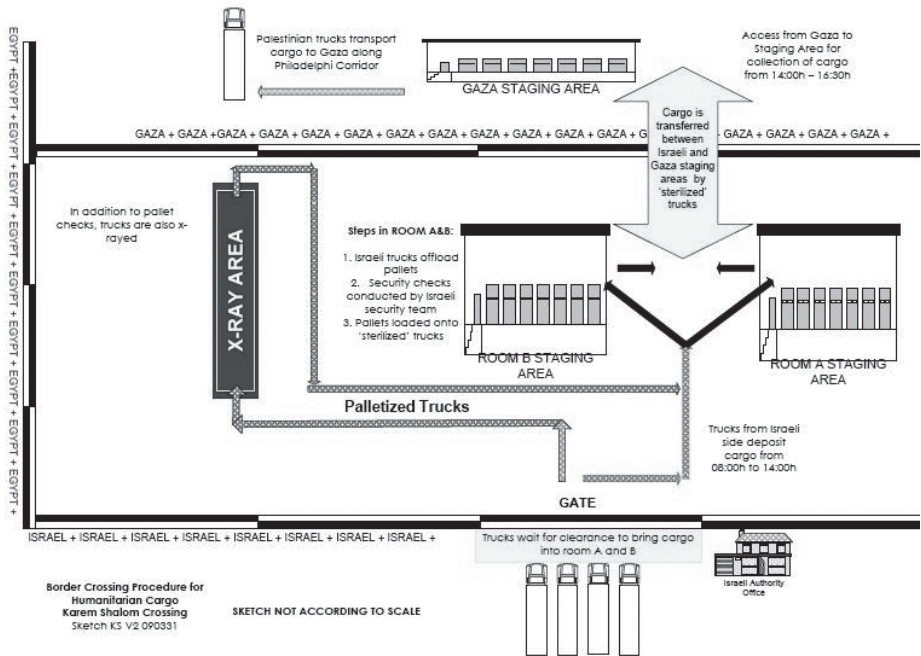 EGYPT +EGYPT + EGYPT + EGYPT + EGYPT + EGYPT + EGYPT + EGYPT + EGYPT + EGYPT + EGYPT +
Palestinian trucks transport
cargo to Gaza along
Philadelphi Corridor
GAZA STAGING AREA
Access from Gaza to
Staging Area for
collection of cargo
from 14:00h – 16:30h
GAZA + GAZA +GAZA + GAZA + GAZA + GAZA + GAZA + GAZA + GAZA + GAZA + GAZA + GAZA + GAZA + GAZA + GAZA + GAZA +
Cargo is
transferred
between
Israeli and
Gaza staging
areas by
'sterilized'
trucks
In addition to pallet
checks, trucks are also x-
rayed
X-RAY AREA
Steps in ROOM A&B:
1. Israeli trucks offload
pallets
2. Security checks
conducted by Israeli
security team
3. Pallets loaded onto
'sterilized' trucks
ROOM B STAGING
AREA
ROOM A STAGING
AREA
Palletized Trucks
Trucks from Israeli
side deposit
cargo from
08:00h to 14:00h
GATE
ISRAEL + ISRAEL + ISRAEL + ISRAEL + ISRAEL + ISRAEL + ISRAEL + ISRAEL +
Trucks wait for clearance to bring cargo
into room A and B
Israeli Authority
Office
Border Crossing Procedure for
Humanitarian Cargo
Karem Shalom Crossing
Sketch KS V2 090331
SKETCH NOT ACCORDING TO SCALE